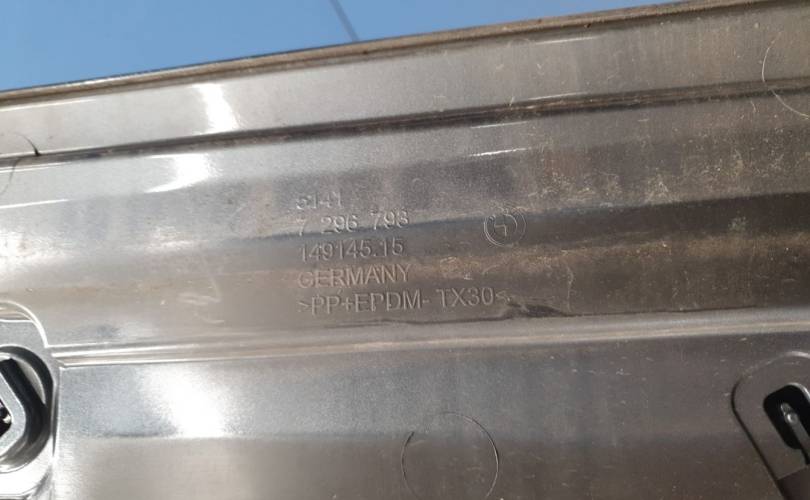 5141
7 296 793
149145.15
GERMANY
>PP+EPDM- TX30<